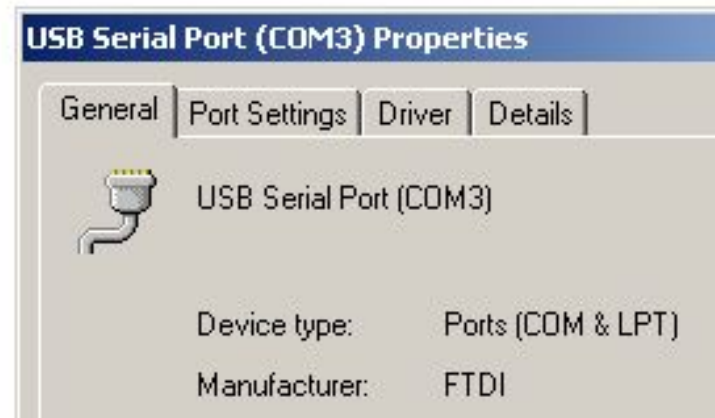 USB Serial Port (COM3) Properties
General Port Settings Driver Details
USB Serial Port (COM3)
Device type: Ports (COM & LPT)
Manufacturer: FTDI